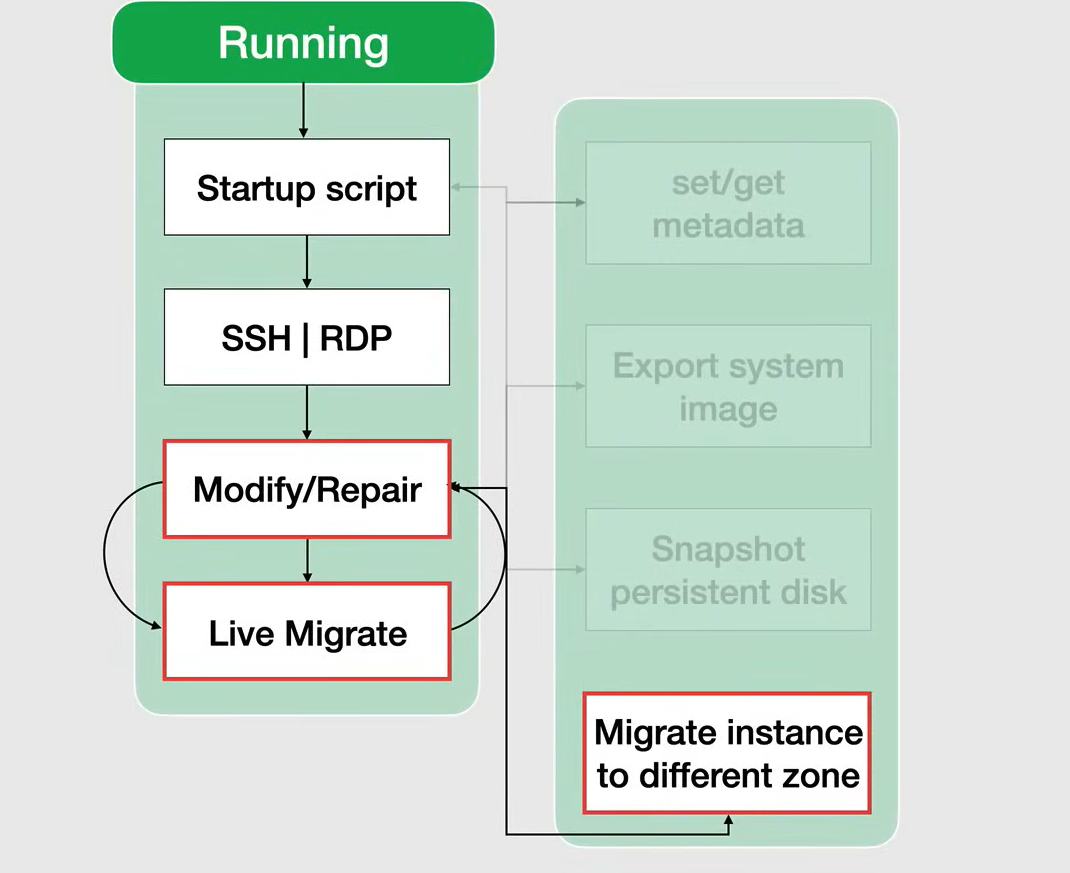 Running
Startup script
SSH | RDP
Modify/Repair
Live Migrate
set/get
metadata
Export system
image
Snapshot
persistent disk
Migrate instance
to different zone